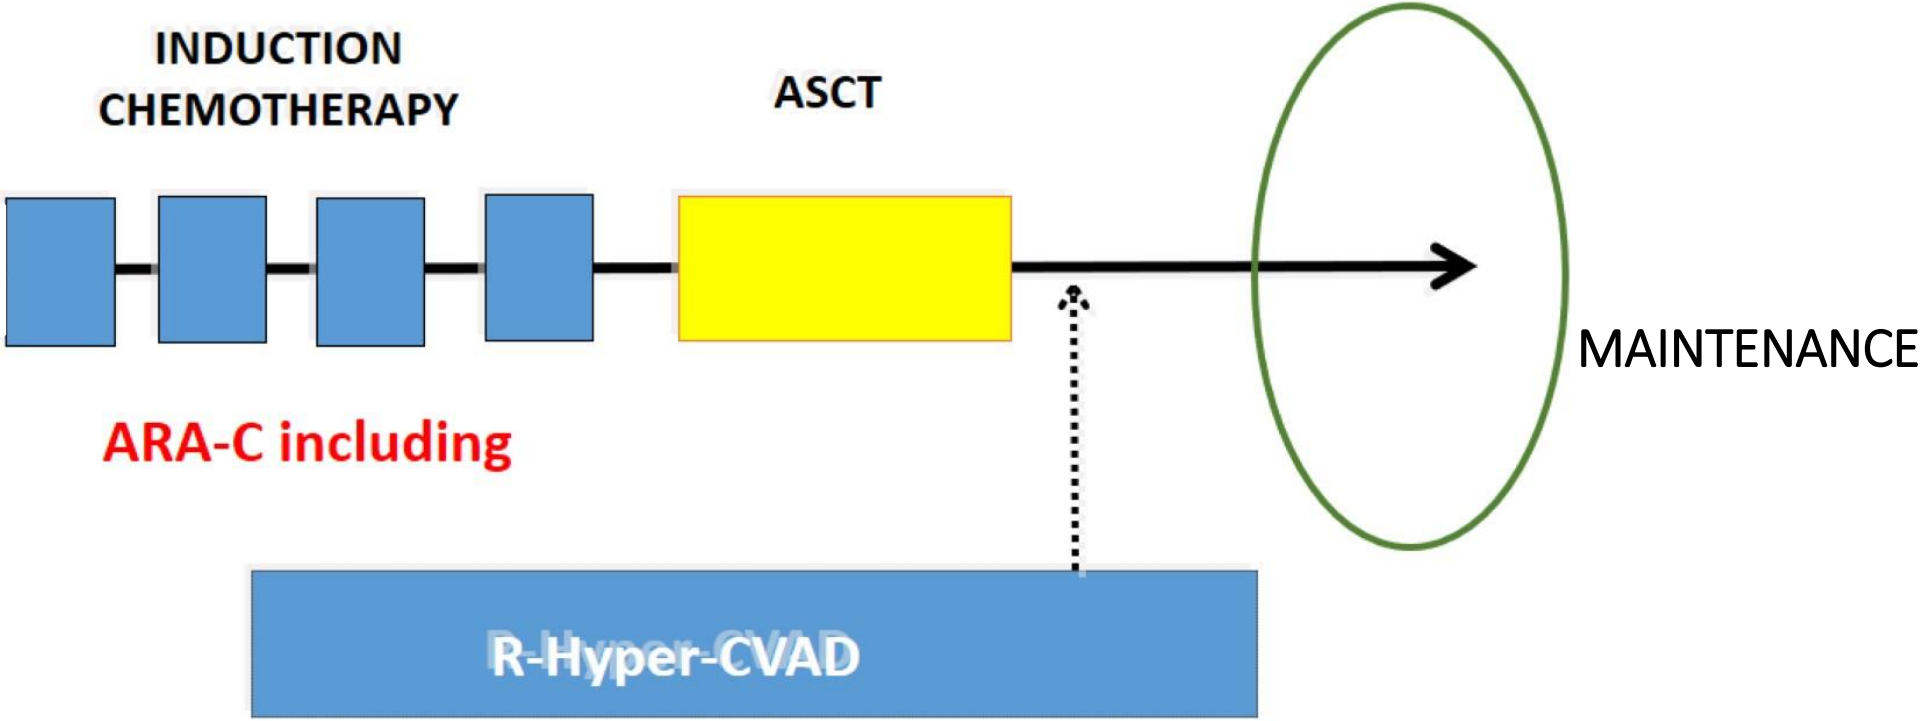 INDUCTION
CHEMOTHERAPY
ASCT
MAINTENANCE
ARA-C including
R-Hyper-CVAD